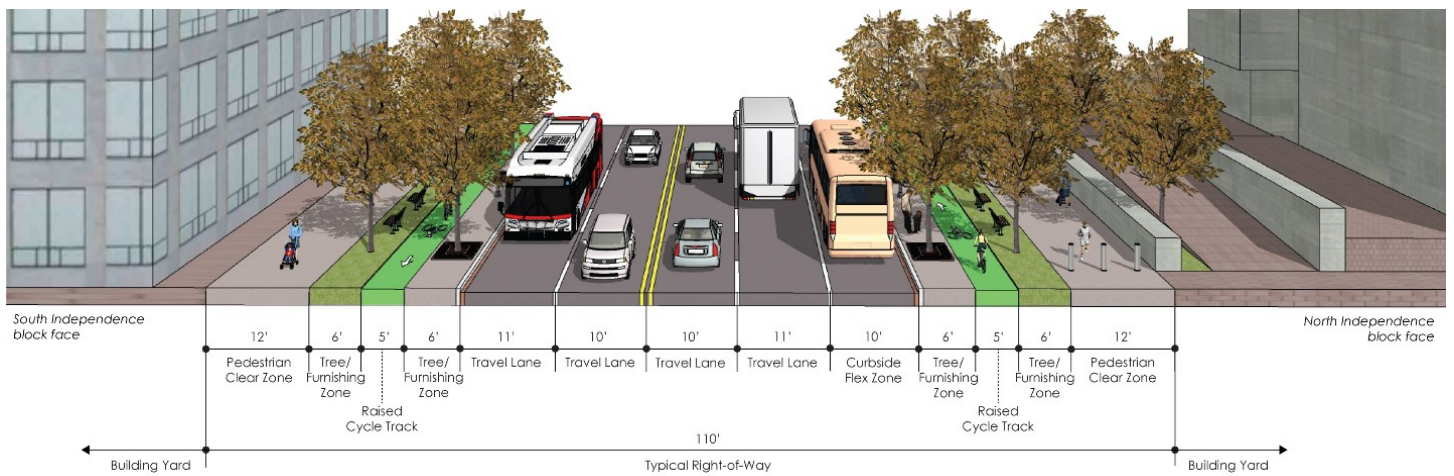 South Independence
block face
North Independence
block face
12' 6' 5' 6' 11' 10' 10' 11' 10' 6' 5' 6' 12'
Pedestrian
Clear Zone
Tree/
Furnishing
Zone
Raised
Cycle Track
Tree/
Furnishing
Zone
Travel Lane
Travel Lane
Travel Lane
Travel Lane
Curbside
Flex Zone
Tree/
Furnishing
Zone
Raised
Cycle Track
Tree/
Furnishing
Zone
Pedestrian
Clear Zone
110'
Building Yard
Typical Right-of-Way
Building Yard